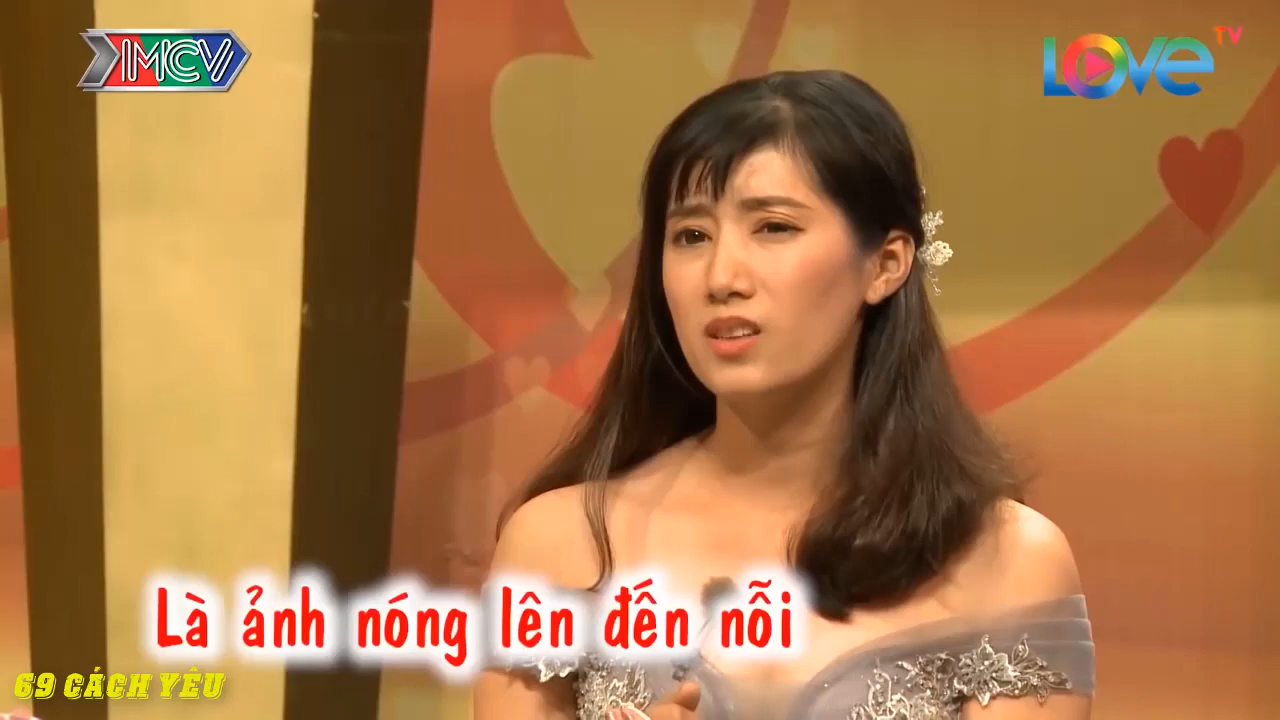 MCV
LOVE TV
Là ảnh nóng lên đến nỗi
69 CÁCH YÊU